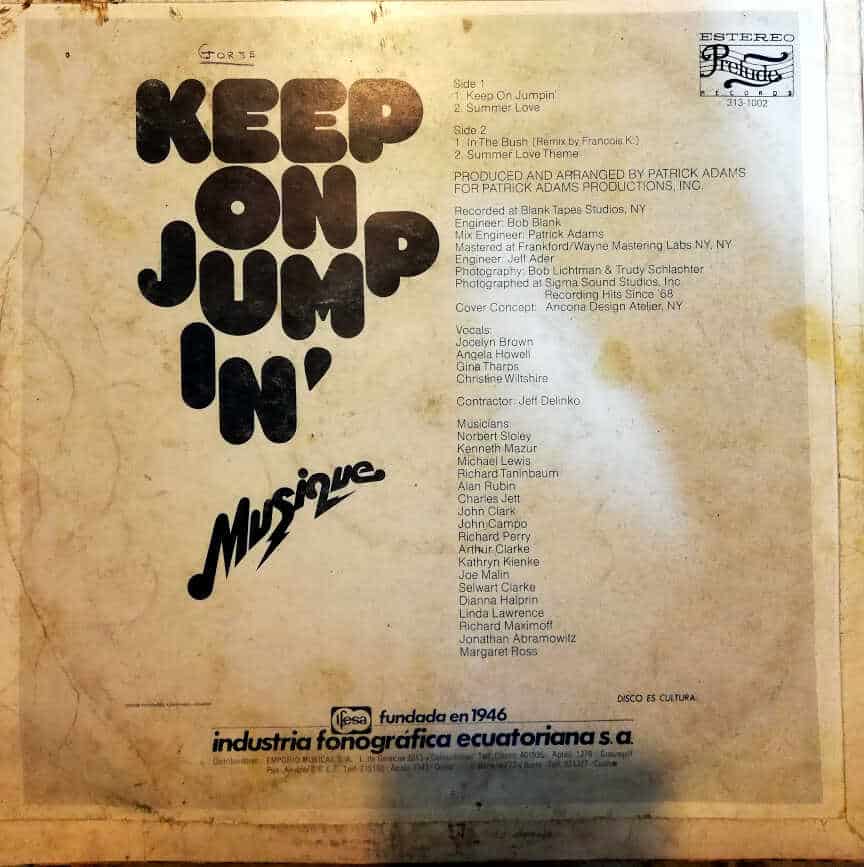 GORSE
KEEP
ON
JUMP
IN'
Musique
ESTEREO
Prelude
RECORDS
313-1002
Side 1
1. Keep On Jumpin'
2. Summer Love
Side 2
1. In The Bush (Remix by Francois K.)
2. Summer Love Theme
PRODUCED AND ARRANGED BY PATRICK ADAMS
FOR PATRICK ADAMS PRODUCTIONS, INC.
Recorded at Blank Tapes Studios, NY
Engineer: Bob Blank
Mix Engineer: Patrick Adams
Mastered at Frankford/Wayne Mastering Labs NY, NY
Engineer: Jeff Ader
Photography: Bob Lichtman & Trudy Schlachter
Photographed at Sigma Sound Studios, Inc.
Recording Hits Since '68
Cover Concept: Ancona Design Atelier, NY
Vocals:
Jocelyn Brown
Angela Howell
Gina Tharps
Christine Wiltshire
Contractor: Jeff Delinko
Musicians:
Norbert Sloley
Kenneth Mazur
Michael Lewis
Richard Taninbaum
Alan Rubin
Charles Jett
John Clark
John Campo
Richard Perry
Arthur Clarke
Kathryn Kienke
Joe Malin
Selwart Clarke
Dianna Halprin
Linda Lawrence
Richard Maximoff
Jonathan Abramowitz
Margaret Ross
DISCO ES CULTURA
ifesa fundada en 1946
industria fonográfica ecuatoriana s.a.
EMPORIO MUSICAL S.A.